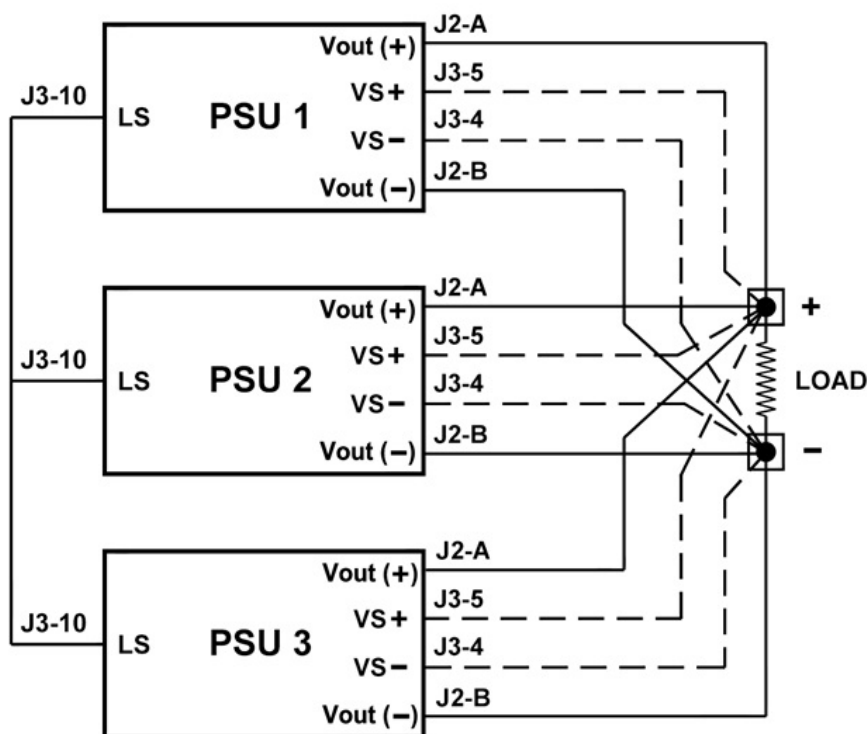 J2-A
Vout (+)
J3-10
J3-5
VS+
LS
PSU 1
J3-4
VS−
J2-B
Vout (−)
J2-A
Vout (+)
+
J3-10
J3-5
VS+
LS
PSU 2
LOAD
J3-4
VS−
J2-B
Vout (−)
−
J2-A
Vout (+)
J3-10
J3-5
VS+
LS
PSU 3
J3-4
VS−
J2-B
Vout (−)